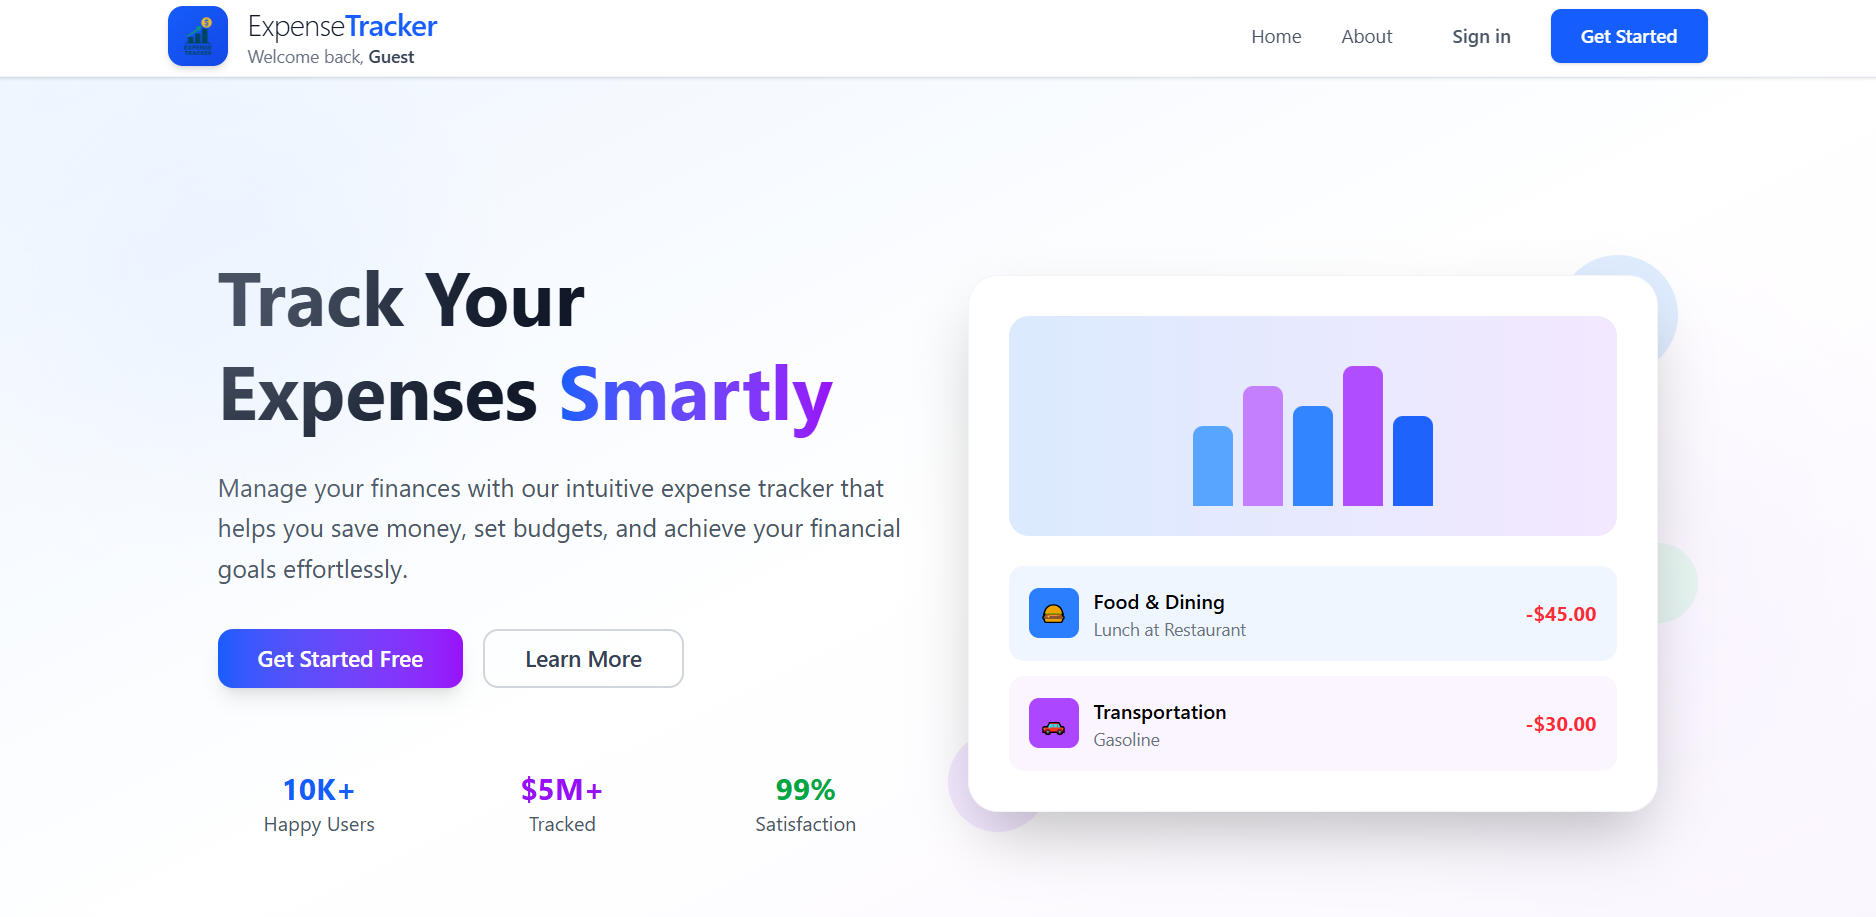 EXPENSE
TRACKER
ExpenseTracker
Welcome back, Guest
Home
About
Sign in
Get Started
Track Your
Expenses Smartly
Manage your finances with our intuitive expense tracker that
helps you save money, set budgets, and achieve your financial
goals effortlessly.
Get Started Free
Learn More
10K+
Happy Users
$5M+
Tracked
99%
Satisfaction
Food & Dining
Lunch at Restaurant
-$45.00
Transportation
Gasoline
-$30.00